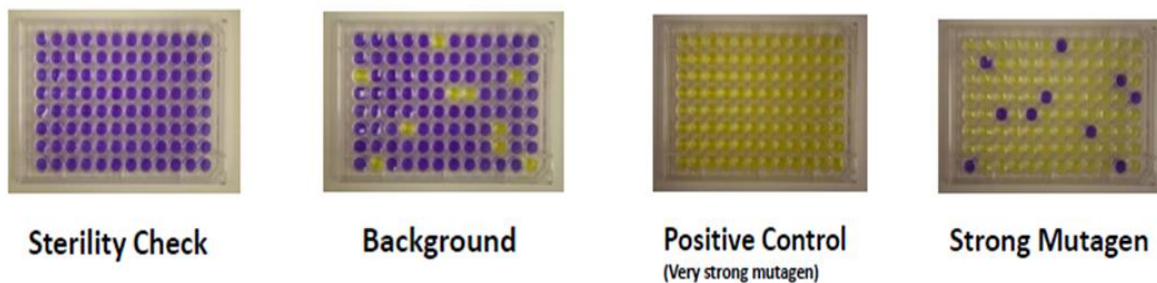 Sterility Check
Background
Positive Control
(Very strong mutagen)
Strong Mutagen